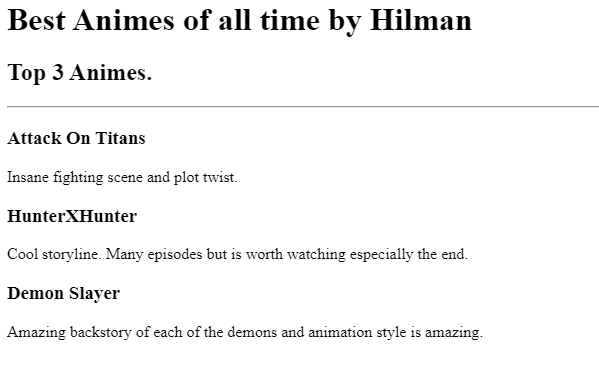 Best Animes of all time by Hilman
Top 3 Animes.
Attack On Titans
Insane fighting scene and plot twist.
HunterXHunter
Cool storyline. Many episodes but is worth watching especially the end.
Demon Slayer
Amazing backstory of each of the demons and animation style is amazing.